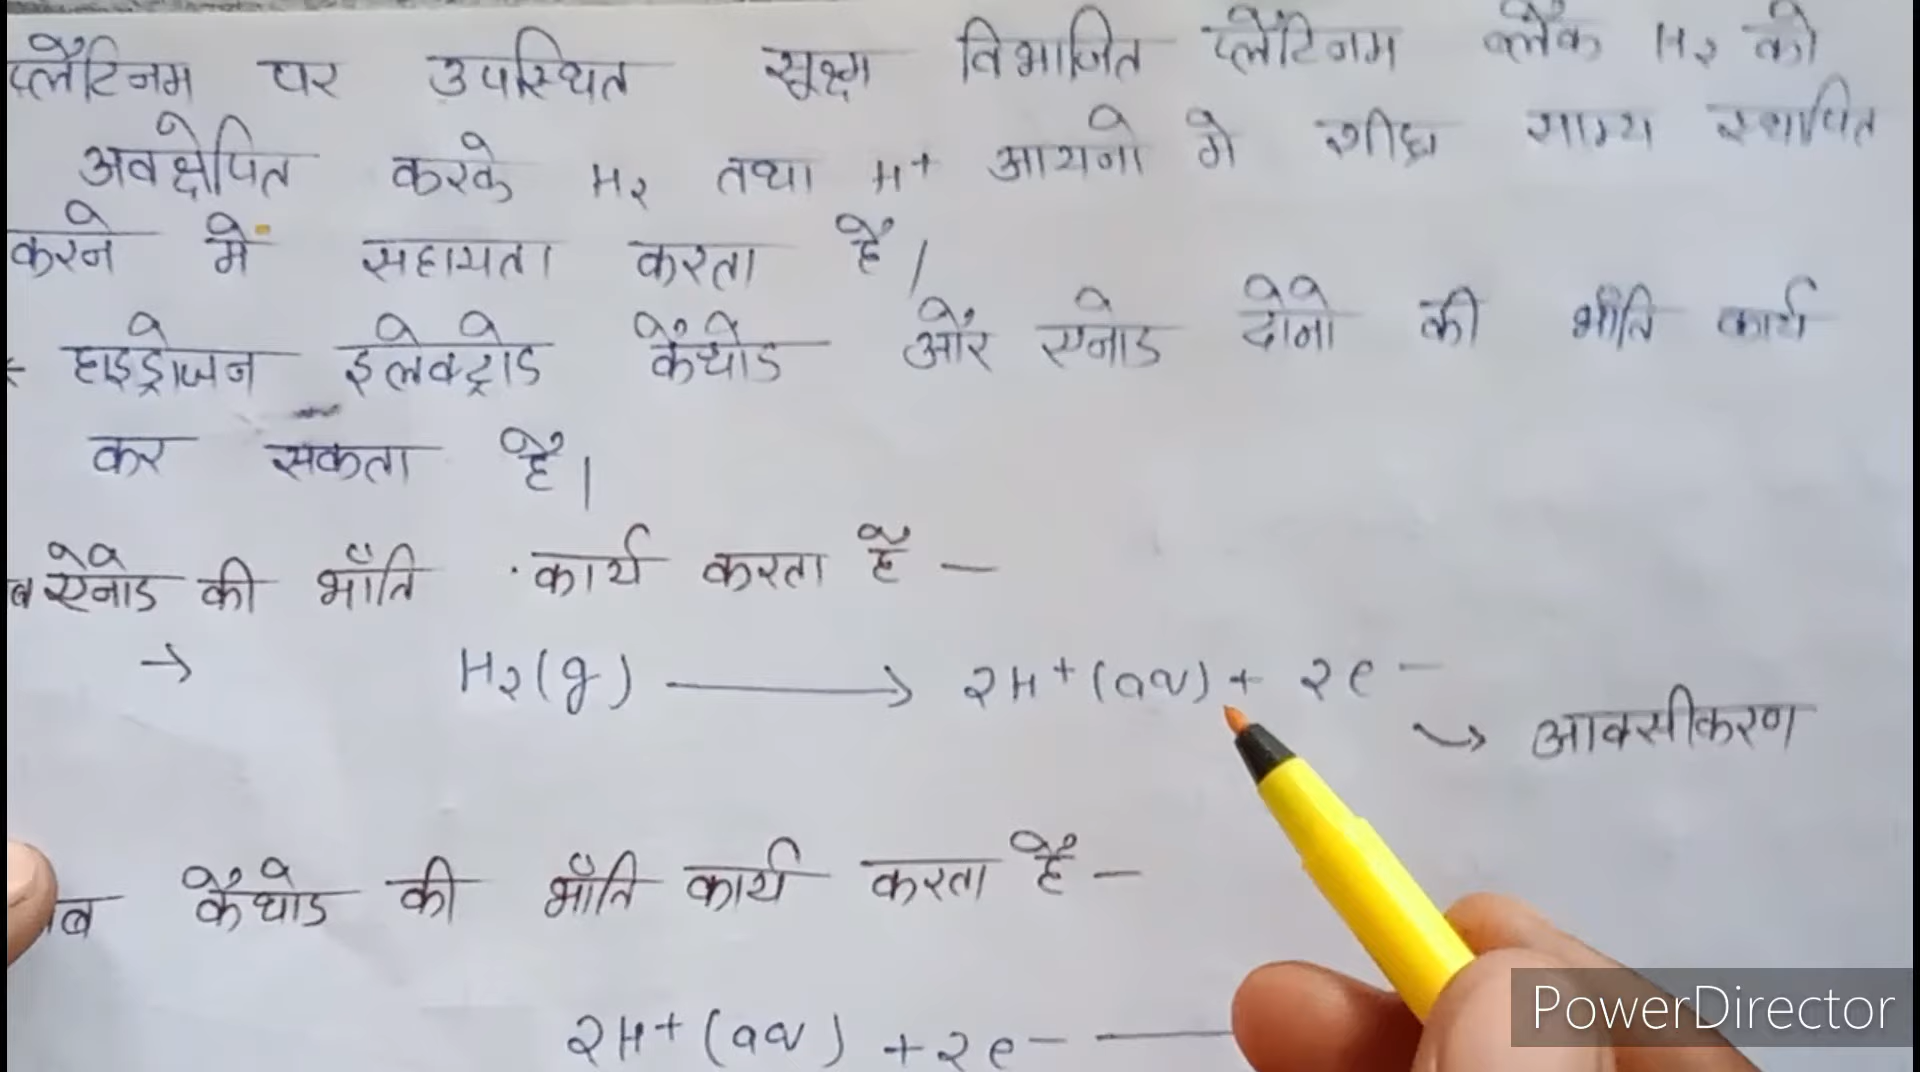 प्लैटिनम पर उपस्थित सूक्ष्म विभाजित प्लैटिनम ब्लैक H2 को
अवक्षेपित करके H2 तथा H+ आयनो मे शीघ्र साम्य स्थापित
करने में सहायता करता है।
हाइड्रोजन इलेक्ट्रोड कैथोड और एनोड दोनो की भाँति कार्य
कर सकता है।
ब ऐनोड की भाँति कार्य करता है –
→ H2(g) ⟶ 2H+(aq) + 2e–
↪ आक्सीकरण
ब कैथोड की भाँति कार्य करता है –
2H+(aq) + 2e– —
PowerDirector